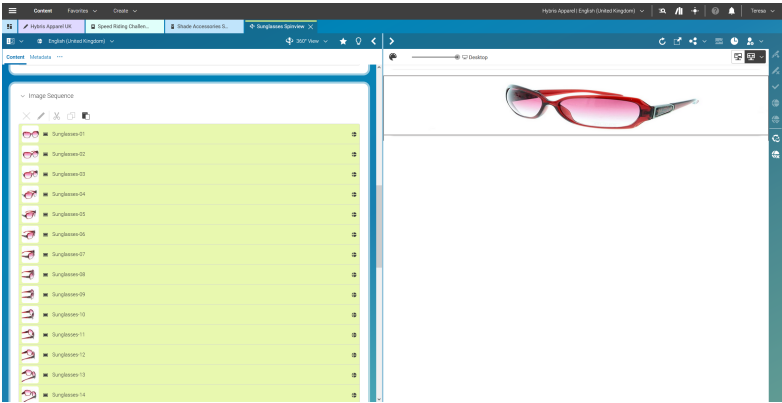 Content Favorites Create Hybris Apparel | English (United Kingdom) Teresa
Hybris Apparel UK Speed Riding Challen... Shade Accessories S... Sunglasses Spinview
English (United Kingdom) 360° View
Content Metadata ... Desktop
Image Sequence
Sunglasses-01
Sunglasses-02
Sunglasses-03
Sunglasses-04
Sunglasses-05
Sunglasses-06
Sunglasses-07
Sunglasses-08
Sunglasses-09
Sunglasses-10
Sunglasses-11
Sunglasses-12
Sunglasses-13
Sunglasses-14